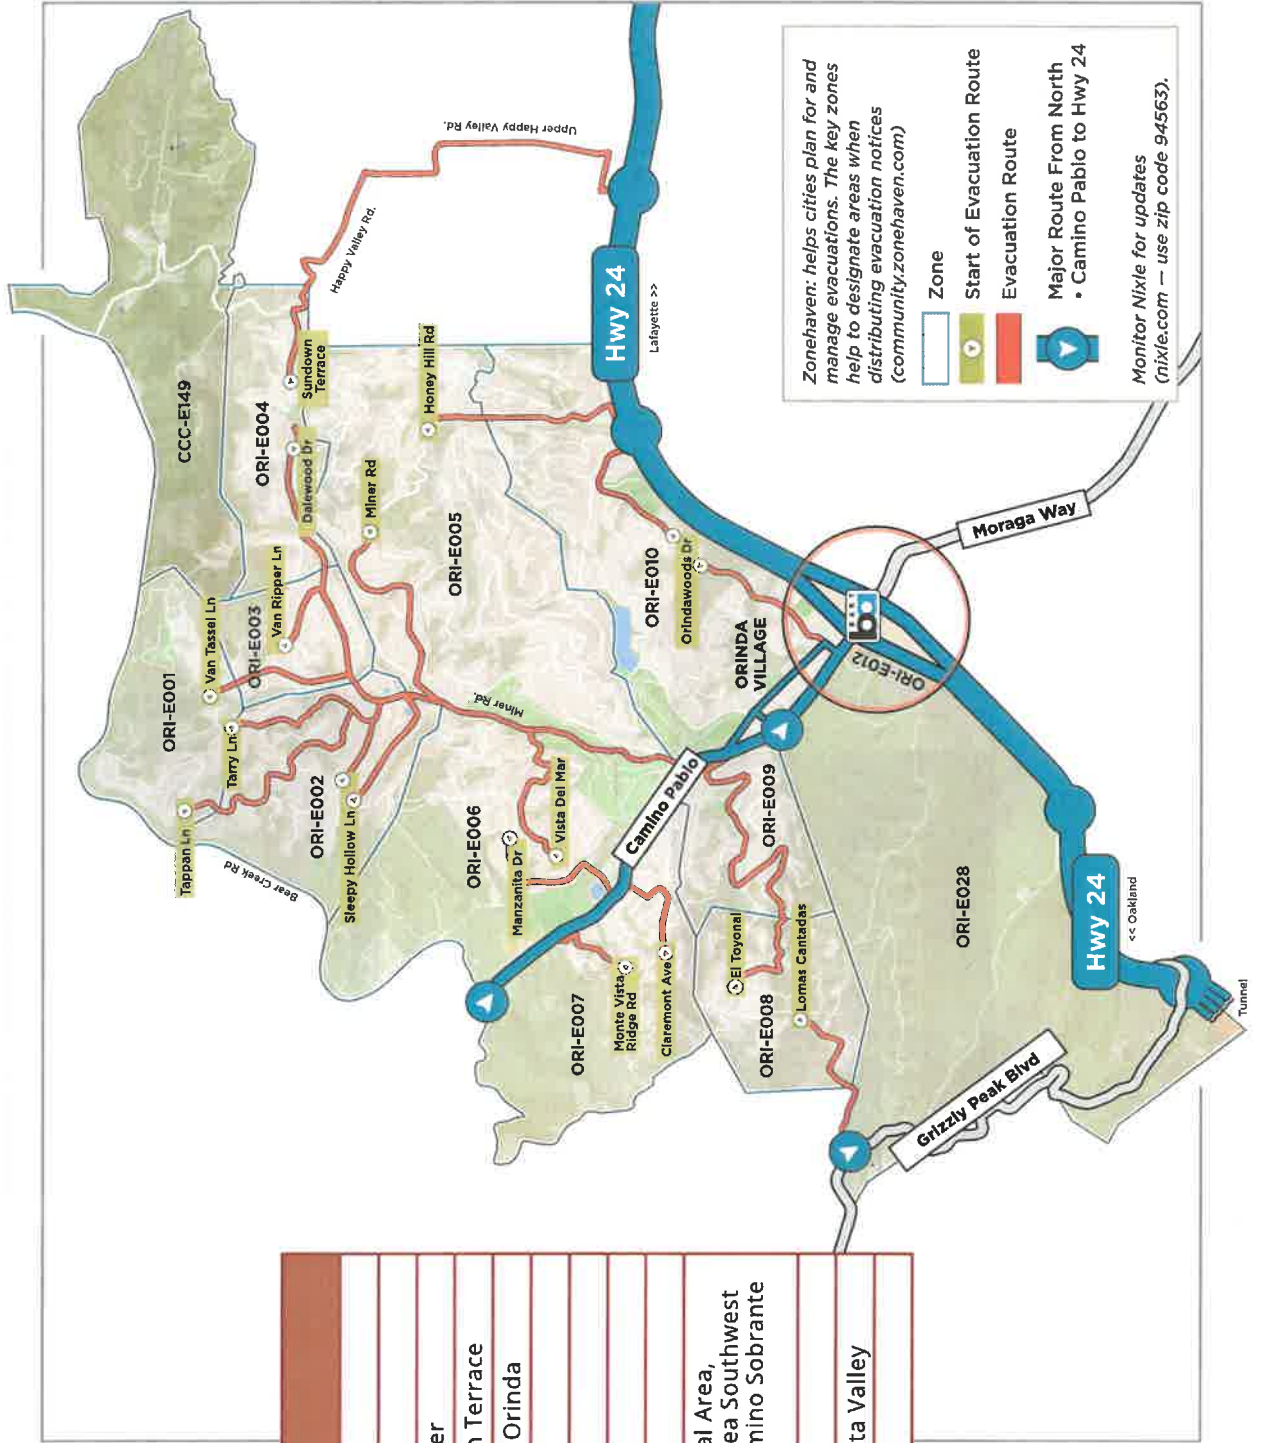 CCC-E149
ORI-E001
ORI-E002
ORI-E003
ORI-E004
ORI-E005
ORI-E006
ORI-E007
ORI-E008
ORI-E009
ORI-E010
ORI-E012
ORI-E028
ORINDA
VILLAGE
Tappan Ln
Tarry Ln
Van Tassel Ln
Van Ripper Ln
Sleepy Hollow Ln
Dalewood Dr
Sundown
Terrace
Miner Rd
Honey Hill Rd
Orindawoods Dr
Manzanita Dr
Vista Del Mar
Monte Vista
Ridge Rd
Claremont Ave
El Toyonal
Lomas Cantadas
Bear Creek Rd
Miner Rd.
Happy Valley Rd.
Upper Happy Valley Rd.
Camino Pablo
Moraga Way
Grizzly Peak Blvd
BART
ba
Hwy 24
Lafayette >>
Hwy 24
<< Oakland
Tunnel
Zonehaven: helps cities plan for and
manage evacuations. The key zones
help to designate areas when
distributing evacuation notices
(community.zonehaven.com)
Zone
Start of Evacuation Route
Evacuation Route
Major Route From North
• Camino Pablo to Hwy 24
Monitor Nixle for updates
(nixle.com — use zip code 94563).
er
n Terrace
Orinda
al Area,
ea Southwest
mino Sobrante
ta Valley